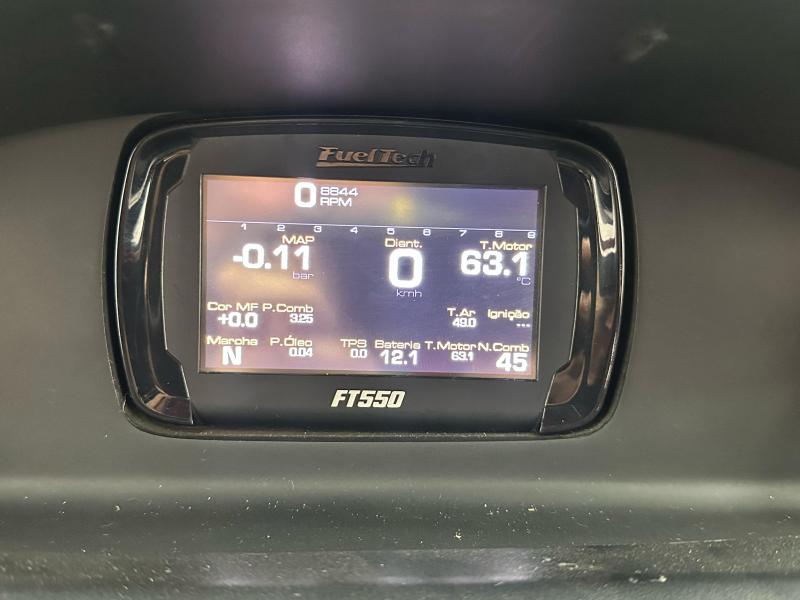 FuelTech
0 8844 RPM
1 2 3 4 5 6 7 8 9
MAP -0.11 bar
Diant. 0 kmh
T.Motor 63.1 °C
Cor MF +0.0
P.Comb 3.25
T.Ar 49.0
Ignição ---
Marcha N
P.Óleo 0.04
TPS 0.0
Bateria 12.1
T.Motor 63.1
N.Comb 45
FT550